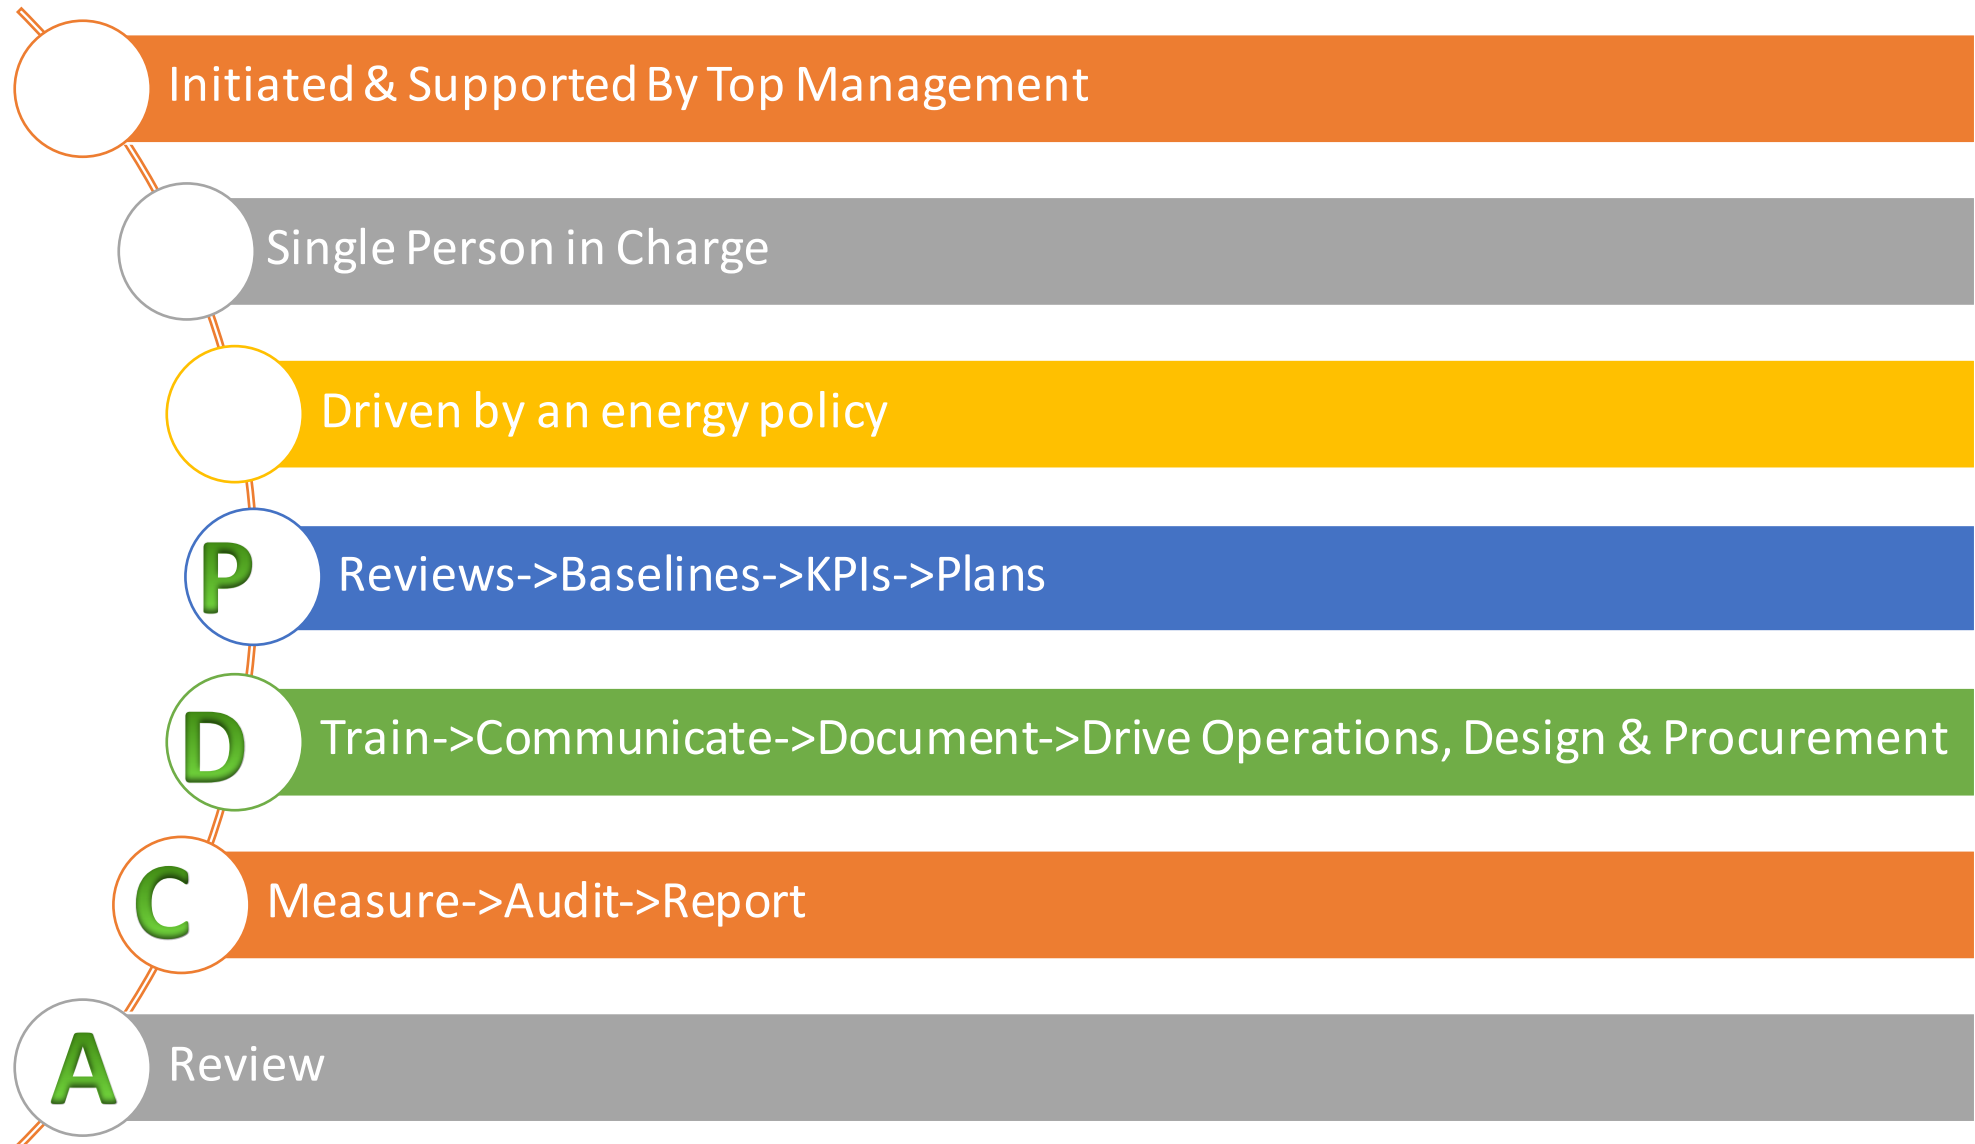 Initiated & Supported By Top Management
Single Person in Charge
Driven by an energy policy
P Reviews->Baselines->KPIs->Plans
D Train->Communicate->Document->Drive Operations, Design & Procurement
C Measure->Audit->Report
A Review